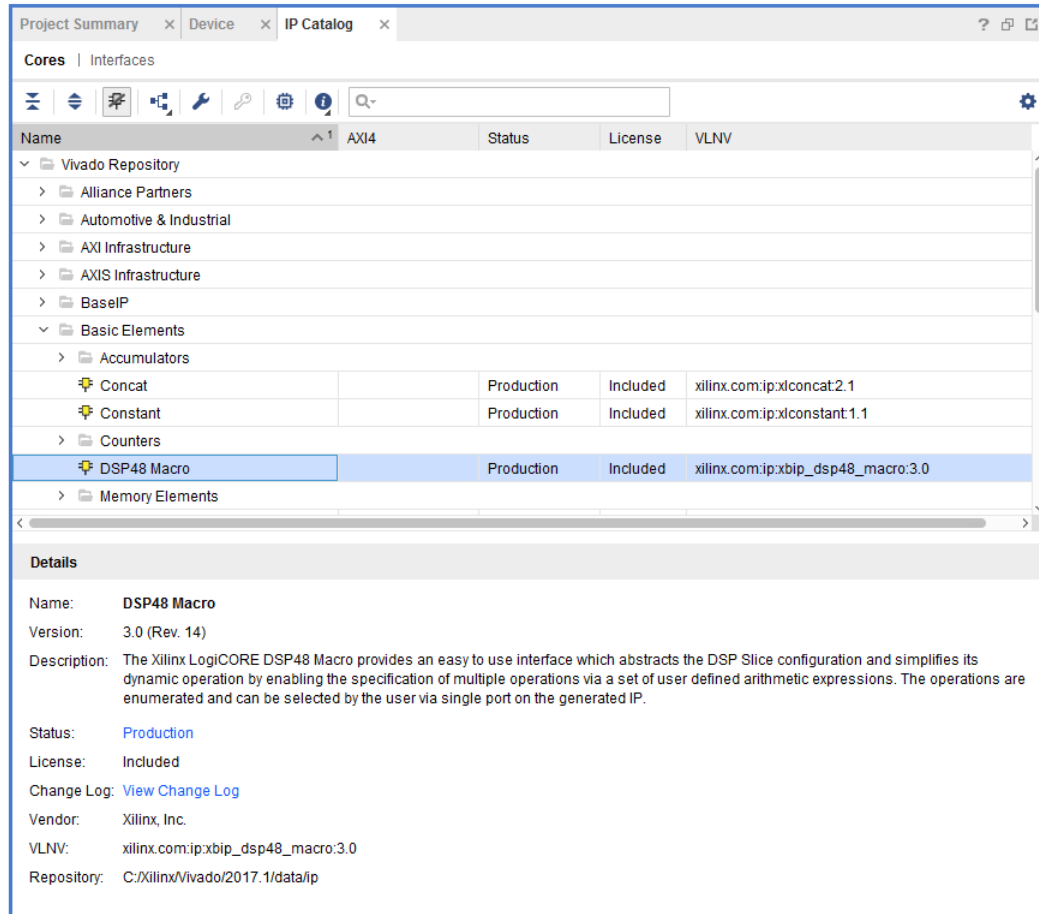 Project Summary × Device × IP Catalog × ?
Cores | Interfaces
Name 1 AXI4 Status License VLNV
Vivado Repository
Alliance Partners
Automotive & Industrial
AXI Infrastructure
AXIS Infrastructure
BaseIP
Basic Elements
Accumulators
Concat Production Included xilinx.com:ip:xlconcat:2.1
Constant Production Included xilinx.com:ip:xlconstant:1.1
Counters
DSP48 Macro Production Included xilinx.com:ip:xbip_dsp48_macro:3.0
Memory Elements
Details
Name: DSP48 Macro
Version: 3.0 (Rev. 14)
Description: The Xilinx LogiCORE DSP48 Macro provides an easy to use interface which abstracts the DSP Slice configuration and simplifies its
dynamic operation by enabling the specification of multiple operations via a set of user defined arithmetic expressions. The operations are
enumerated and can be selected by the user via single port on the generated IP.
Status: Production
License: Included
Change Log: View Change Log
Vendor: Xilinx, Inc.
VLNV: xilinx.com:ip:xbip_dsp48_macro:3.0
Repository: C:/Xilinx/Vivado/2017.1/data/ip